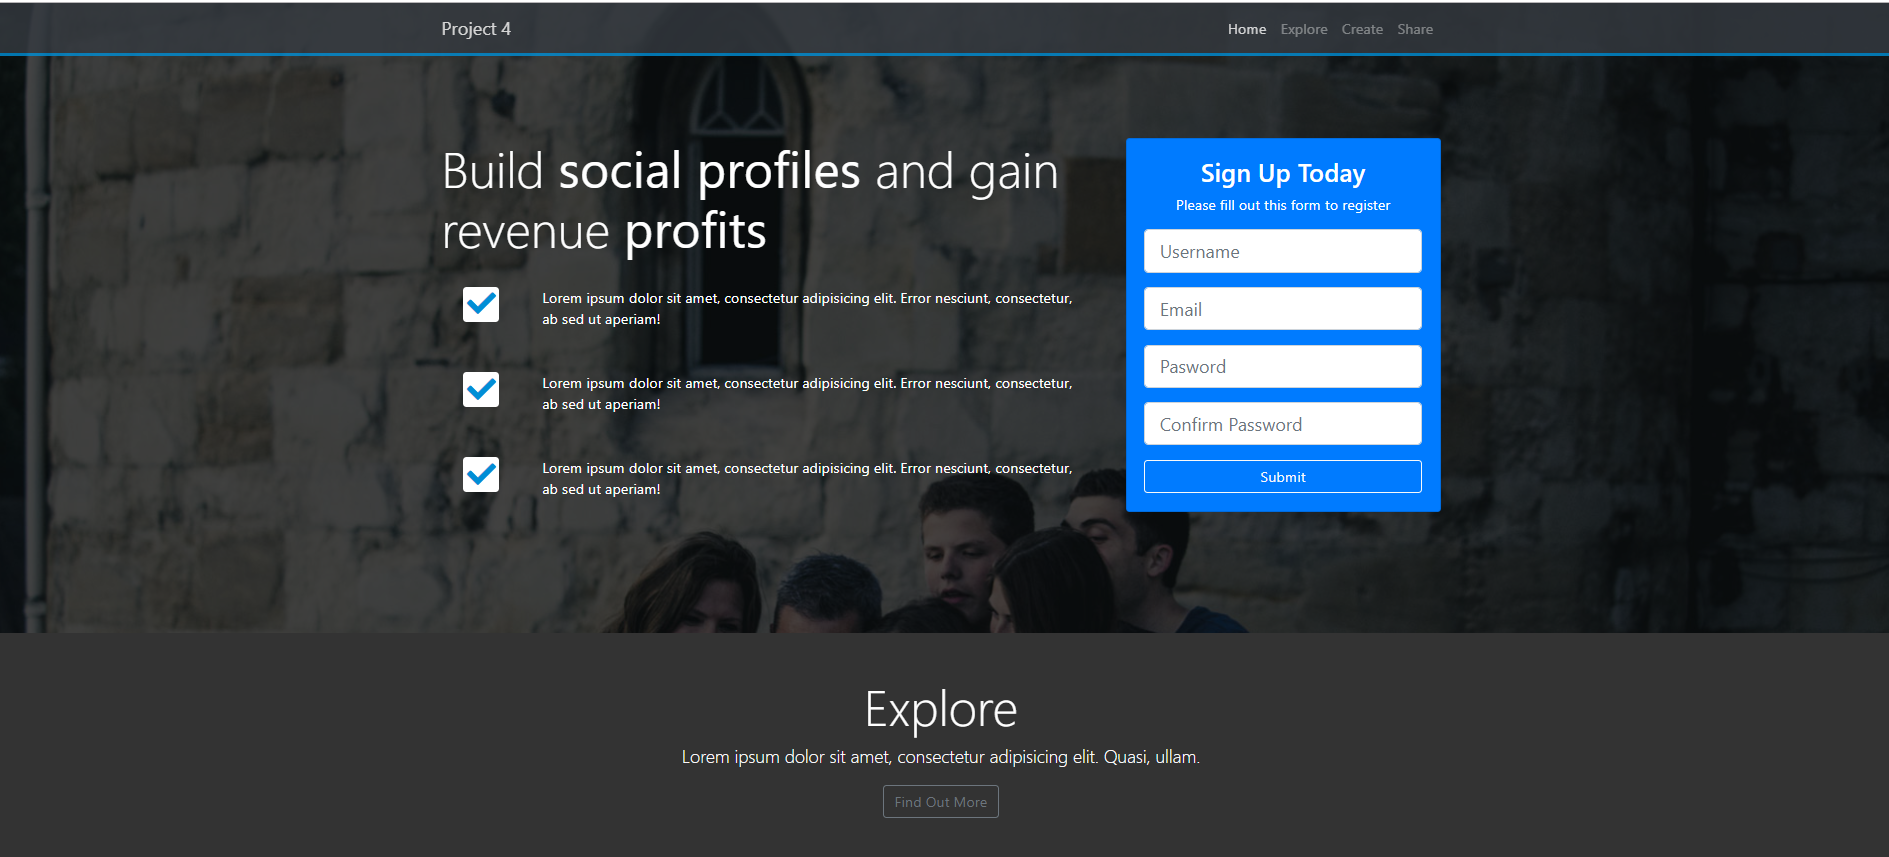 Project 4
Home Explore Create Share
Build social profiles and gain
revenue profits
Lorem ipsum dolor sit amet, consectetur adipisicing elit. Error nesciunt, consectetur,
ab sed ut aperiam!
Lorem ipsum dolor sit amet, consectetur adipisicing elit. Error nesciunt, consectetur,
ab sed ut aperiam!
Lorem ipsum dolor sit amet, consectetur adipisicing elit. Error nesciunt, consectetur,
ab sed ut aperiam!
Sign Up Today
Please fill out this form to register
Username
Email
Pasword
Confirm Password
Submit
Explore
Lorem ipsum dolor sit amet, consectetur adipisicing elit. Quasi, ullam.
Find Out More